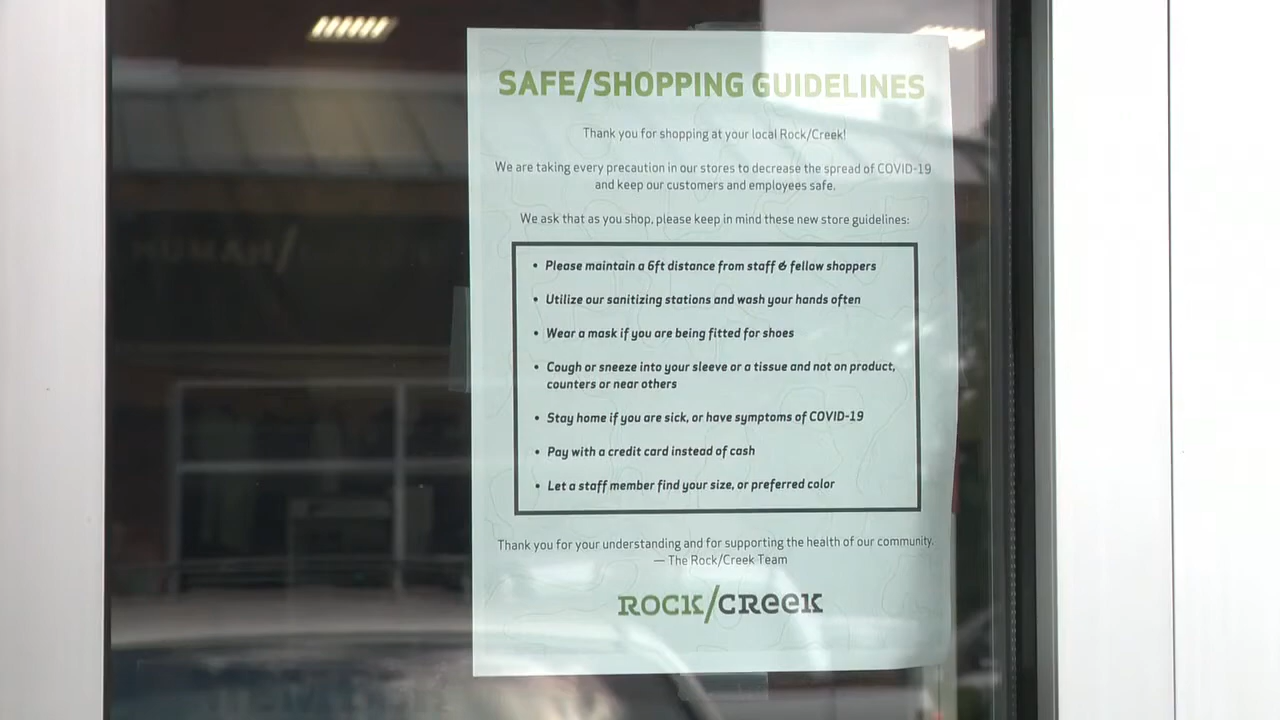 SAFE/SHOPPING GUIDELINES
Thank you for shopping at your local Rock/Creek!
We are taking every precaution in our stores to decrease the spread of COVID-19
and keep our customers and employees safe.
We ask that as you shop, please keep in mind these new store guidelines:
• Please maintain a 6ft distance from staff & fellow shoppers
• Utilize our sanitizing stations and wash your hands often
• Wear a mask if you are being fitted for shoes
• Cough or sneeze into your sleeve or a tissue and not on product,
counters or near others
• Stay home if you are sick, or have symptoms of COVID-19
• Pay with a credit card instead of cash
• Let a staff member find your size, or preferred color
Thank you for your understanding and for supporting the health of our community.
— The Rock/Creek Team
ROCK/CREEK